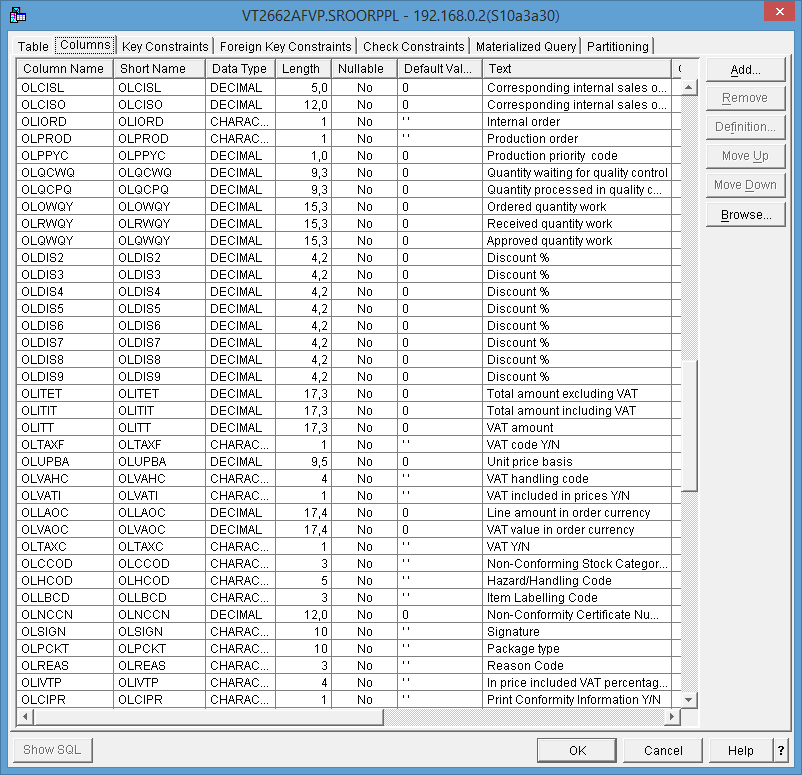 VT2662AFVP.SROORPPL - 192.168.0.2(S10a3a30)
Table Columns Key Constraints Foreign Key Constraints Check Constraints Materialized Query Partitioning
Column Name Short Name Data Type Length Nullable Default Val... Text
OLCISL OLCISL DECIMAL 5,0 No 0 Corresponding internal sales o...
OLCISO OLCISO DECIMAL 12,0 No 0 Corresponding internal sales o...
OLIORD OLIORD CHARAC... 1 No ' ' Internal order
OLPROD OLPROD CHARAC... 1 No ' ' Production order
OLPPYC OLPPYC DECIMAL 1,0 No 0 Production priority code
OLQCWQ OLQCWQ DECIMAL 9,3 No 0 Quantity waiting for quality control
OLQCPQ OLQCPQ DECIMAL 9,3 No 0 Quantity processed in quality c...
OLOWQY OLOWQY DECIMAL 15,3 No 0 Ordered quantity work
OLRWQY OLRWQY DECIMAL 15,3 No 0 Received quantity work
OLQWQY OLQWQY DECIMAL 15,3 No 0 Approved quantity work
OLDIS2 OLDIS2 DECIMAL 4,2 No 0 Discount %
OLDIS3 OLDIS3 DECIMAL 4,2 No 0 Discount %
OLDIS4 OLDIS4 DECIMAL 4,2 No 0 Discount %
OLDIS5 OLDIS5 DECIMAL 4,2 No 0 Discount %
OLDIS6 OLDIS6 DECIMAL 4,2 No 0 Discount %
OLDIS7 OLDIS7 DECIMAL 4,2 No 0 Discount %
OLDIS8 OLDIS8 DECIMAL 4,2 No 0 Discount %
OLDIS9 OLDIS9 DECIMAL 4,2 No 0 Discount %
OLITET OLITET DECIMAL 17,3 No 0 Total amount excluding VAT
OLITIT OLITIT DECIMAL 17,3 No 0 Total amount including VAT
OLITT OLITT DECIMAL 17,3 No 0 VAT amount
OLTAXF OLTAXF CHARAC... 1 No ' ' VAT code Y/N
OLUPBA OLUPBA DECIMAL 9,5 No 0 Unit price basis
OLVAHC OLVAHC CHARAC... 4 No ' ' VAT handling code
OLVATI OLVATI CHARAC... 1 No ' ' VAT included in prices Y/N
OLLAOC OLLAOC DECIMAL 17,4 No 0 Line amount in order currency
OLVAOC OLVAOC DECIMAL 17,4 No 0 VAT value in order currency
OLTAXC OLTAXC CHARAC... 1 No ' ' VAT Y/N
OLCCOD OLCCOD CHARAC... 3 No ' ' Non-Conforming Stock Categor...
OLHCOD OLHCOD CHARAC... 5 No ' ' Hazard/Handling Code
OLLBCD OLLBCD CHARAC... 3 No ' ' Item Labelling Code
OLNCCN OLNCCN DECIMAL 12,0 No 0 Non-Conformity Certificate Nu...
OLSIGN OLSIGN CHARAC... 10 No ' ' Signature
OLPCKT OLPCKT CHARAC... 10 No ' ' Package type
OLREAS OLREAS CHARAC... 3 No ' ' Reason Code
OLIVTP OLIVTP CHARAC... 4 No ' ' In price included VAT percentag...
OLCIPR OLCIPR CHARAC... 1 No ' ' Print Conformity Information Y/N
Add...
Remove
Definition...
Move Up
Move Down
Browse...
Show SQL OK Cancel Help ?